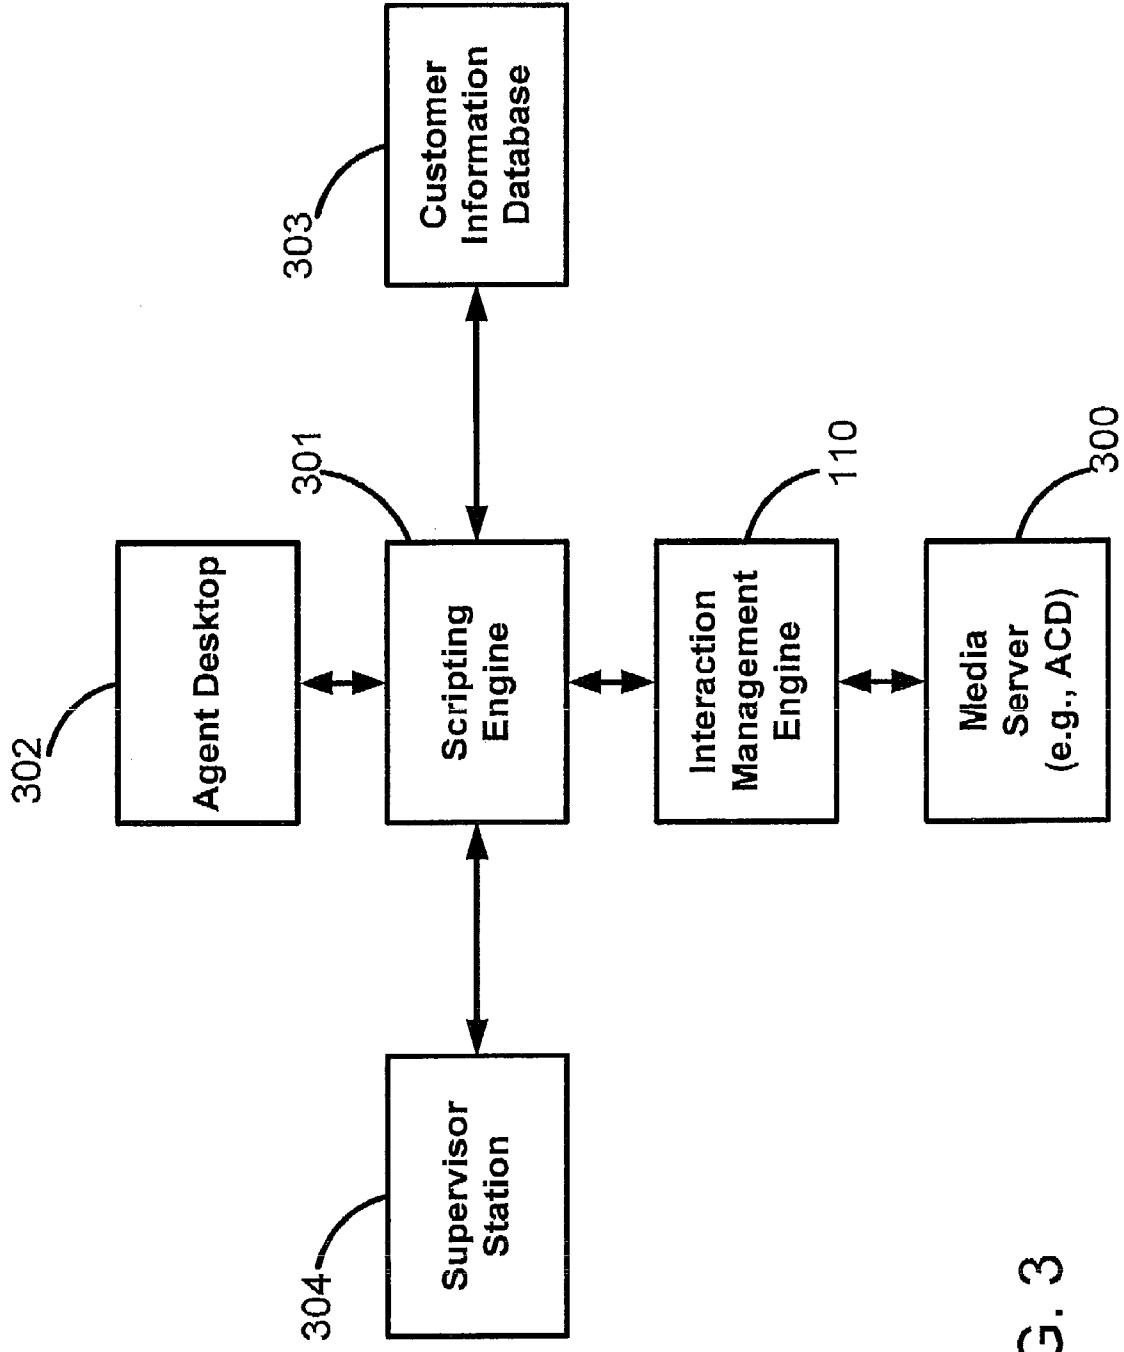 302
Agent Desktop
304
Supervisor
Station
301
Scripting
Engine
303
Customer
Information
Database
110
Interaction
Management
Engine
300
Media
Server
(e.g., ACD)
G. 3